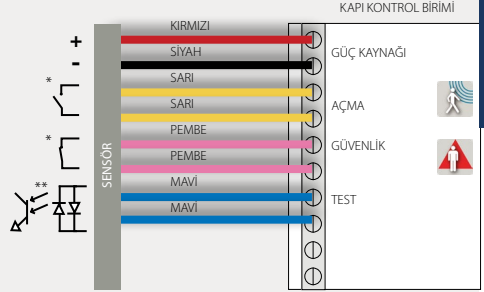 KAPI KONTROL BİRİMİ
KIRMIZI
+
SİYAH
GÜÇ KAYNAĞI
-
SARI
*
SARI
AÇMA
PEMBE
*
GÜVENLİK
PEMBE
SENSÖR
MAVİ
**
TEST
MAVİ